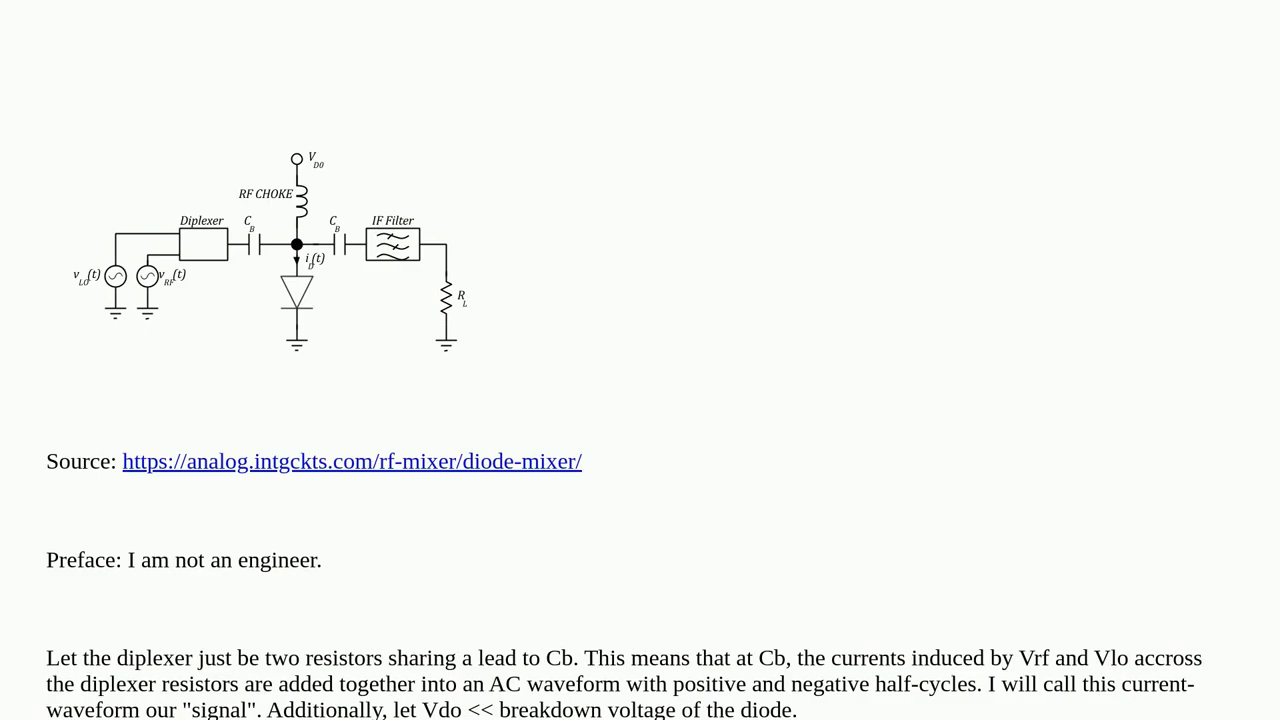 V_D0
RF CHOKE
Diplexer C_B C_B IF Filter
i_D(t)
v_LO(t) v_RF(t)
R_L
Source: https://analog.intgckts.com/rf-mixer/diode-mixer/
Preface: I am not an engineer.
Let the diplexer just be two resistors sharing a lead to Cb. This means that at Cb, the currents induced by Vrf and Vlo accross
the diplexer resistors are added together into an AC waveform with positive and negative half-cycles. I will call this current-
waveform our "signal". Additionally, let Vdo << breakdown voltage of the diode.